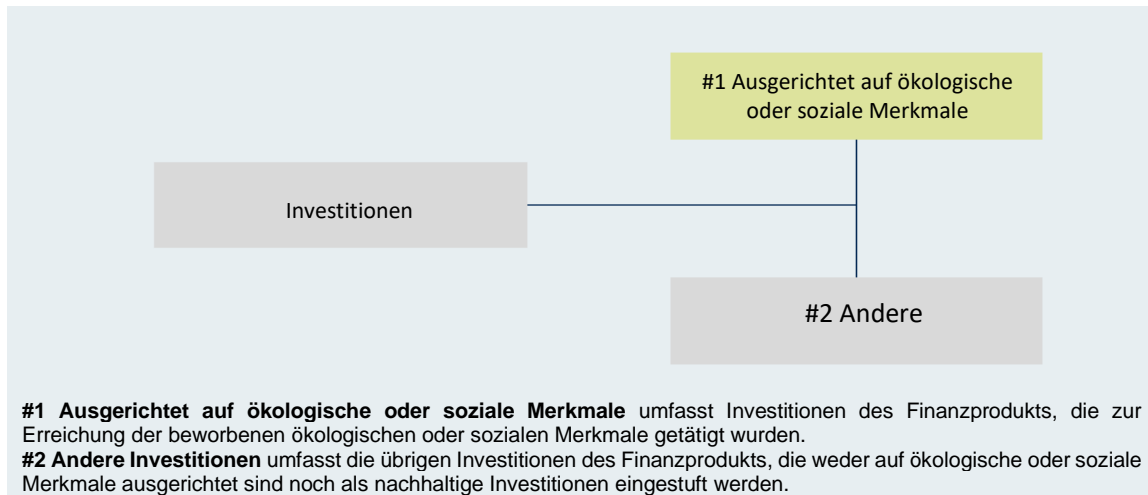 #1 Ausgerichtet auf ökologische
oder soziale Merkmale
Investitionen
#2 Andere
#1 Ausgerichtet auf ökologische oder soziale Merkmale umfasst Investitionen des Finanzprodukts, die zur
Erreichung der beworbenen ökologischen oder sozialen Merkmale getätigt wurden.
#2 Andere Investitionen umfasst die übrigen Investitionen des Finanzprodukts, die weder auf ökologische oder soziale
Merkmale ausgerichtet sind noch als nachhaltige Investitionen eingestuft werden.